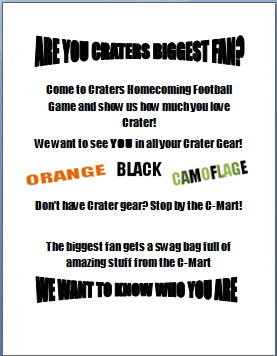 ARE YOU CRATERS BIGGEST FAN?
Come to Craters Homecoming Football
Game and show us how much you love
Crater!
We want to see YOU in all your Crater Gear!
ORANGE BLACK CAMOFLAGE
Don't have Crater gear? Stop by the C-Mart!
The biggest fan gets a swag bag full of
amazing stuff from the C-Mart
WE WANT TO KNOW WHO YOU ARE